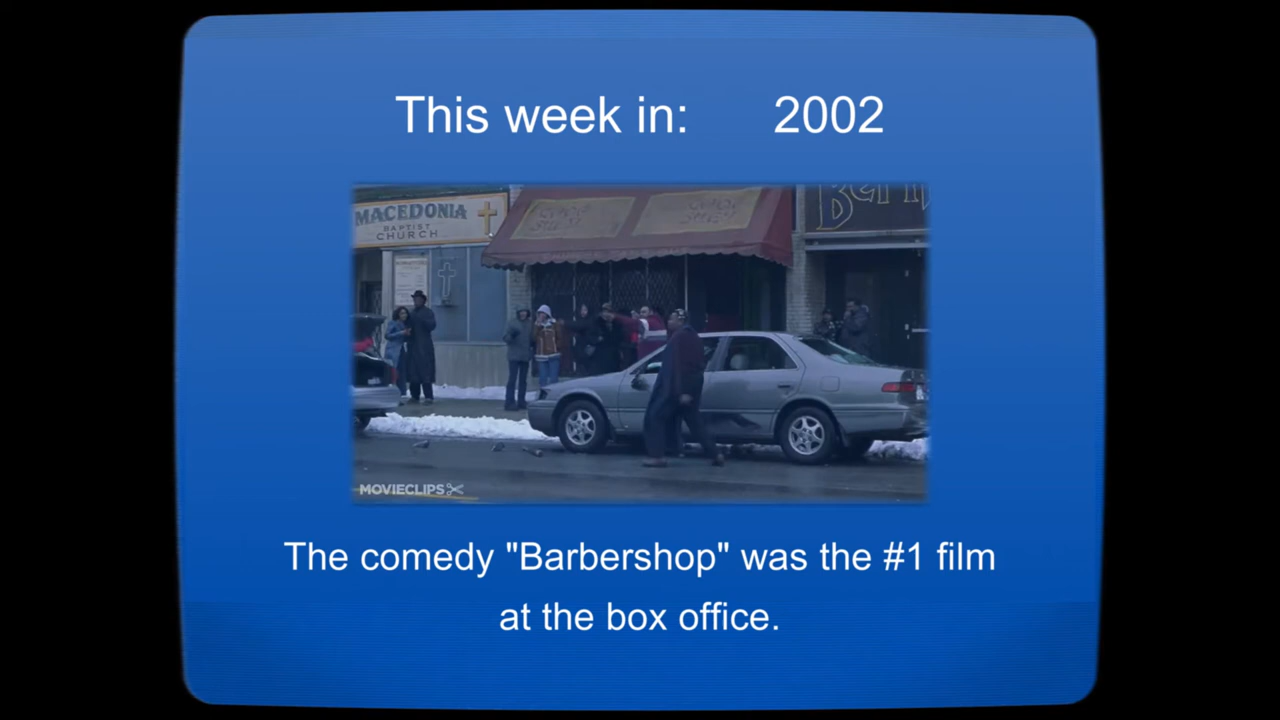 This week in: 2002
MACEDONIA
BAPTIST
CHURCH
MOVIECLIPS
The comedy "Barbershop" was the #1 film
at the box office.